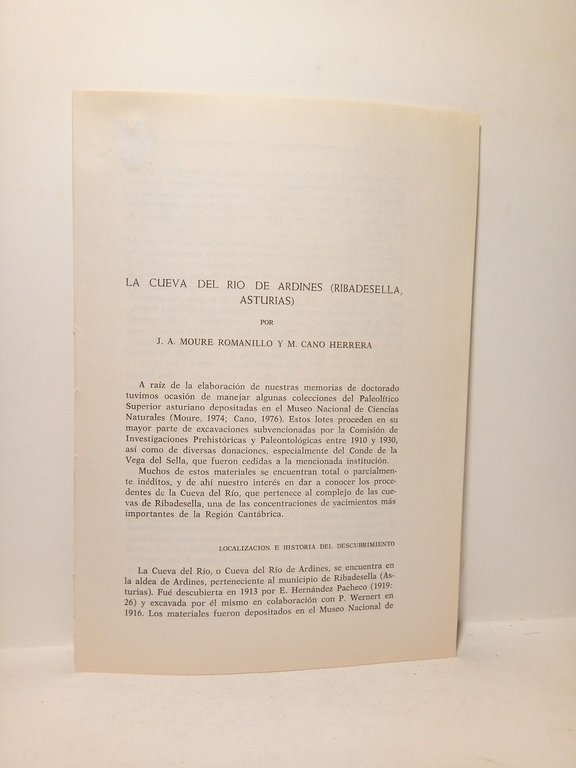 LA CUEVA DEL RIO DE ARDINES (RIBADESELLA,
ASTURIAS)
POR
J. A. MOURE ROMANILLO Y M. CANO HERRERA
A raíz de la elaboración de nuestras memorias de doctorado
tuvimos ocasión de manejar algunas colecciones del Paleolítico
Superior asturiano depositadas en el Museo Nacional de Ciencias
Naturales (Moure, 1974; Cano, 1976). Estos lotes proceden en su
mayor parte de excavaciones subvencionadas por la Comisión de
Investigaciones Prehistóricas y Paleontológicas entre 1910 y 1930,
así como de diversas donaciones, especialmente del Conde de la
Vega del Sella, que fueron cedidas a la mencionada institución.
Muchos de estos materiales se encuentran total o parcialmen-
te inéditos, y de ahí nuestro interés en dar a conocer los proce-
dentes de la Cueva del Río, que pertenece al complejo de las cue-
vas de Ribadesella, una de las concentraciones de yacimientos más
importantes de la Región Cantábrica.
LOCALIZACION E HISTORIA DEL DESCUBRIMIENTO
La Cueva del Río, o Cueva del Río de Ardines, se encuentra en
la aldea de Ardines, perteneciente al municipio de Ribadesella (As-
turias). Fué descubierta en 1913 por E. Hernández Pacheco (1919:
26) y excavada por él mismo en colaboración con P. Wernert en
1916. Los materiales fueron depositados en el Museo Nacional de